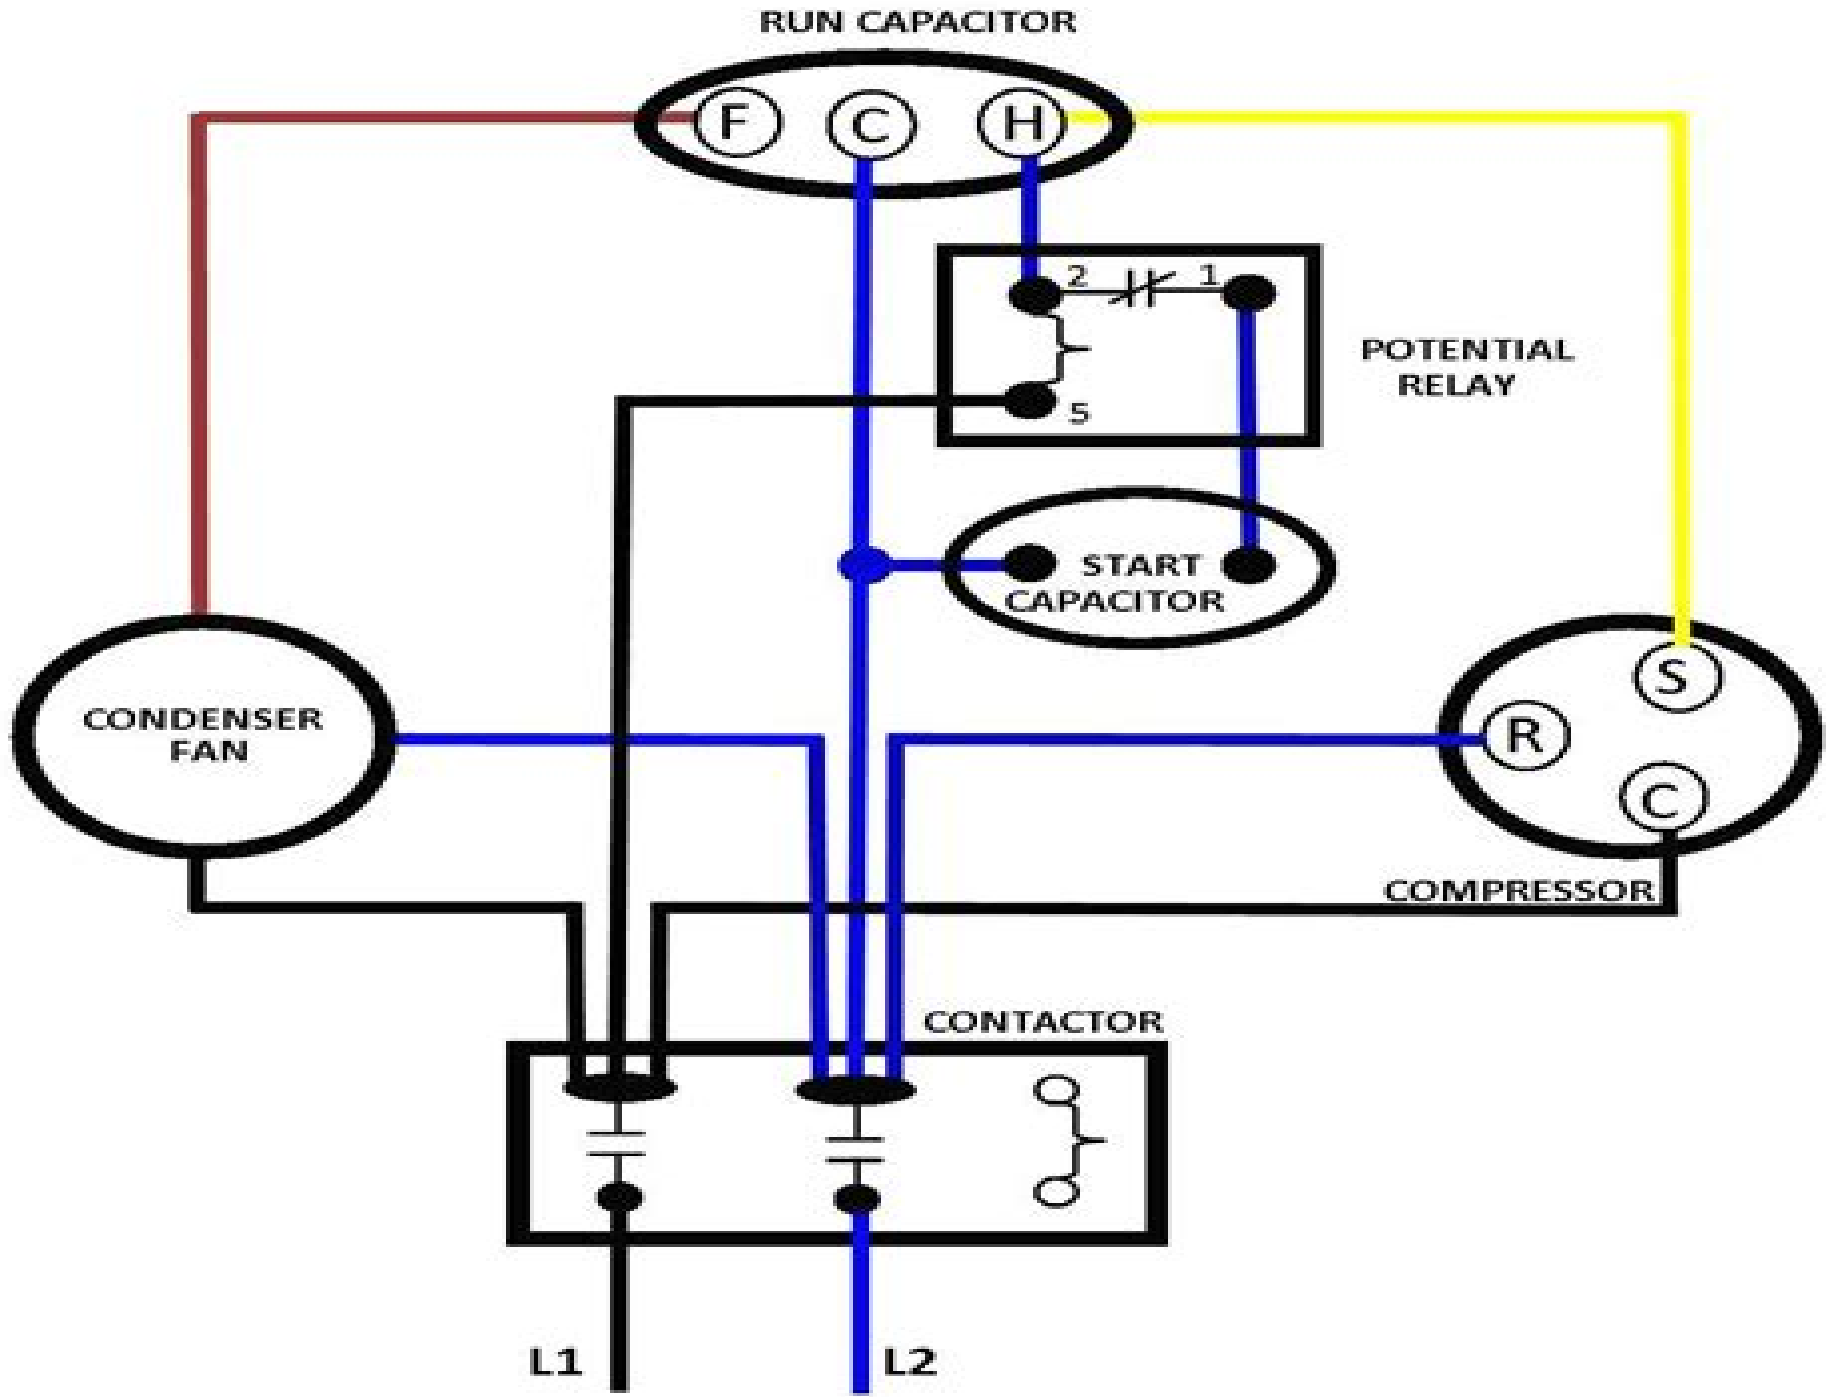 RUN CAPACITOR
F C H
2 1
POTENTIAL
RELAY
5
START
CAPACITOR
CONDENSER
FAN
S
R
C
COMPRESSOR
CONTACTOR
L1 L2